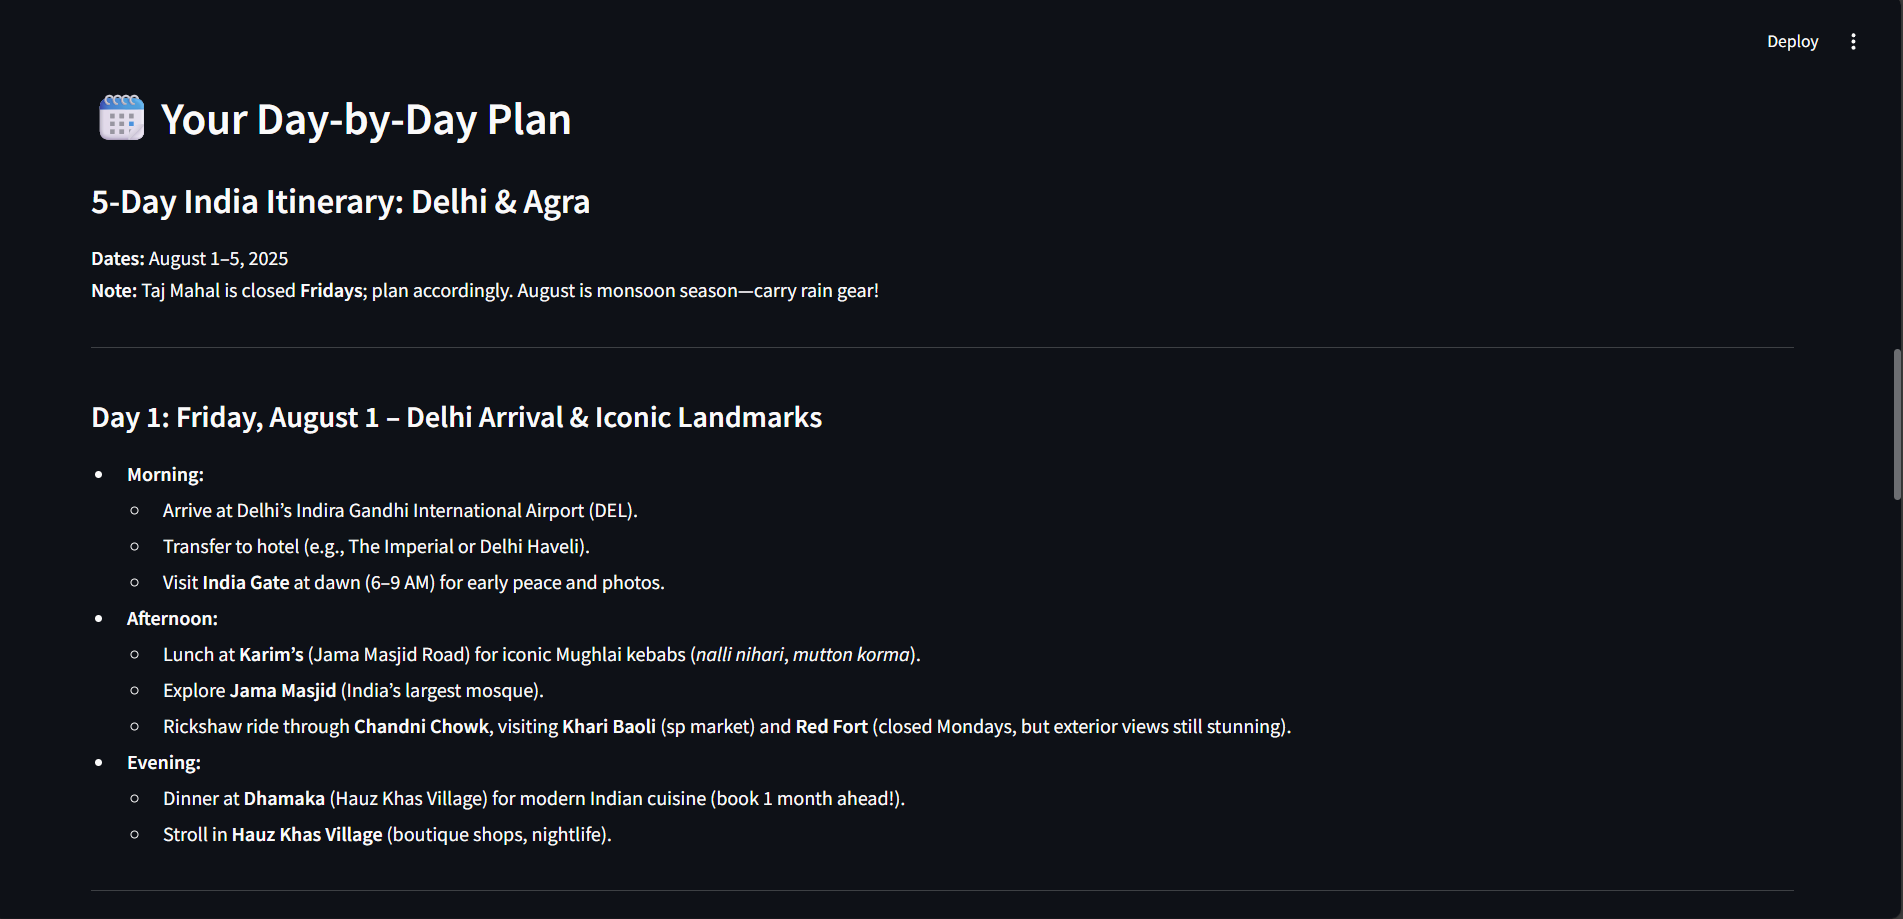 Deploy
Your Day-by-Day Plan
5-Day India Itinerary: Delhi & Agra
Dates: August 1–5, 2025
Note: Taj Mahal is closed Fridays; plan accordingly. August is monsoon season—carry rain gear!
Day 1: Friday, August 1 – Delhi Arrival & Iconic Landmarks
Morning:
Arrive at Delhi’s Indira Gandhi International Airport (DEL).
Transfer to hotel (e.g., The Imperial or Delhi Haveli).
Visit India Gate at dawn (6–9 AM) for early peace and photos.
Afternoon:
Lunch at Karim’s (Jama Masjid Road) for iconic Mughlai kebabs (nalli nihari, mutton korma).
Explore Jama Masjid (India’s largest mosque).
Rickshaw ride through Chandni Chowk, visiting Khari Baoli (sp market) and Red Fort (closed Mondays, but exterior views still stunning).
Evening:
Dinner at Dhamaka (Hauz Khas Village) for modern Indian cuisine (book 1 month ahead!).
Stroll in Hauz Khas Village (boutique shops, nightlife).